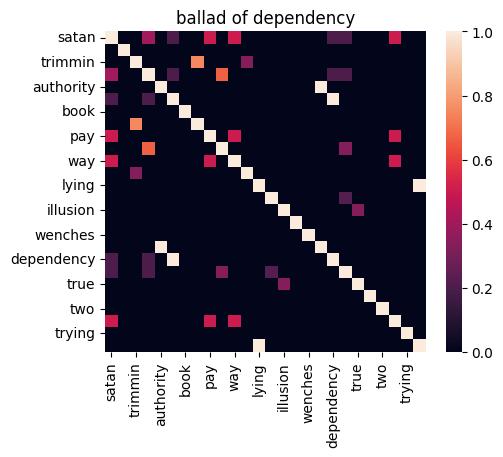 ballad of dependency
satan
trimmin
authority
book
pay
way
lying
illusion
wenches
dependency
true
two
trying
satan
trimmin
authority
book
pay
way
lying
illusion
wenches
dependency
true
two
trying
1.0
0.8
0.6
0.4
0.2
0.0